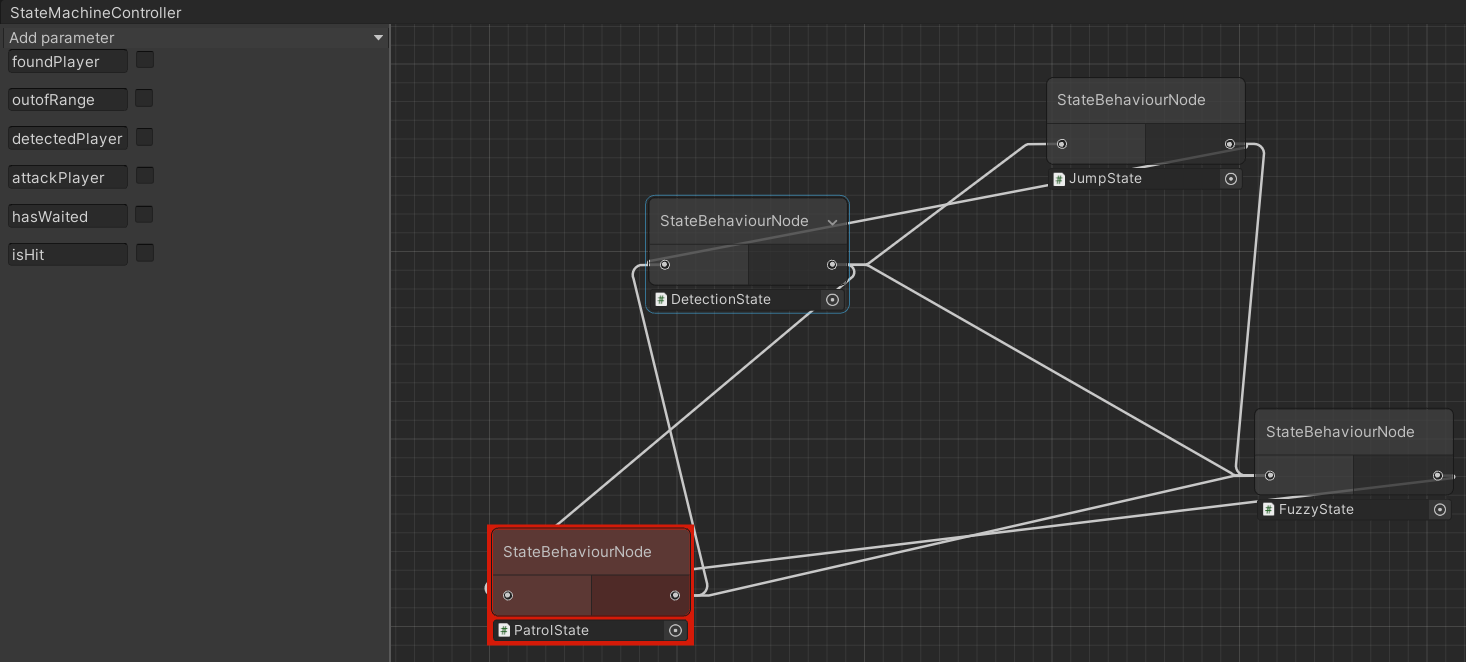 StateMachineController
Add parameter
foundPlayer
outofRange
detectedPlayer
attackPlayer
hasWaited
isHit
StateBehaviourNode
# JumpState
StateBehaviourNode
# DetectionState
StateBehaviourNode
# FuzzyState
StateBehaviourNode
# PatrolState